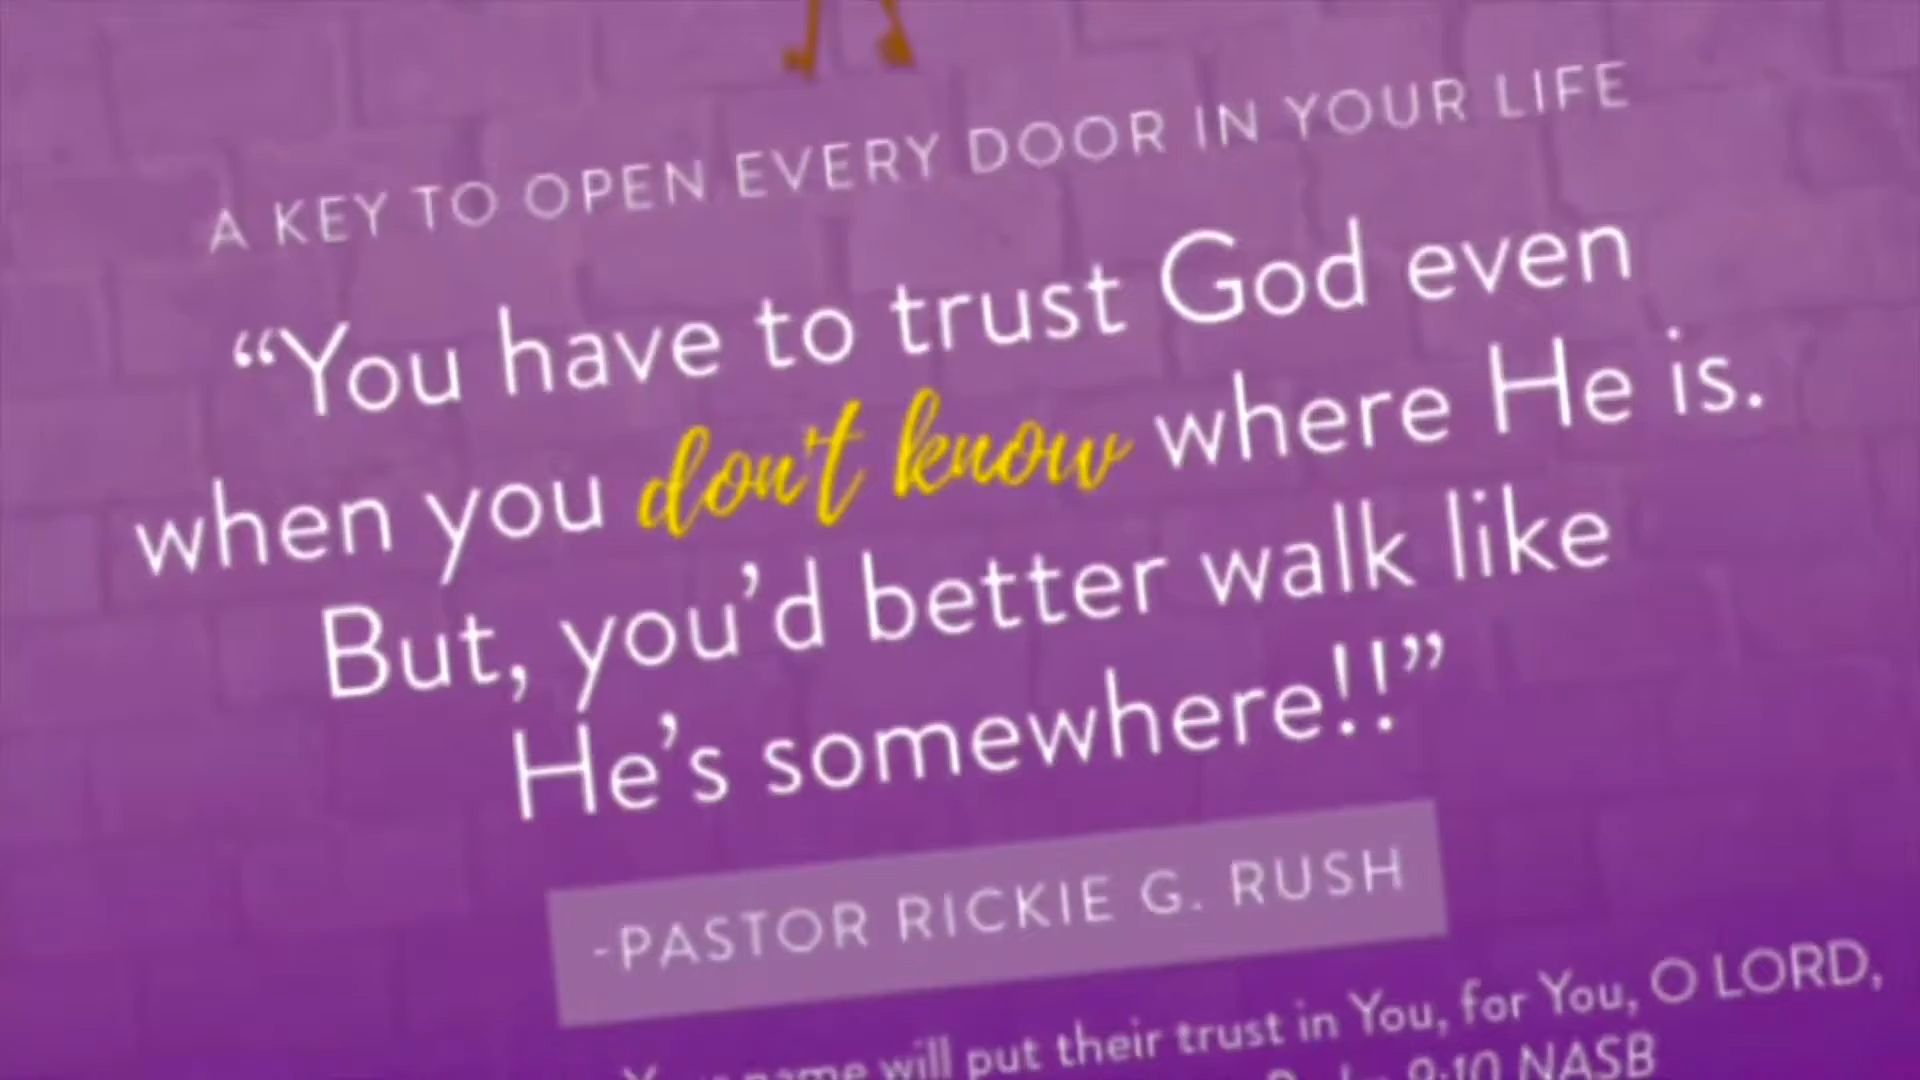 A KEY TO OPEN EVERY DOOR IN YOUR LIFE
“You have to trust God even
when you don't know where He is.
But, you’d better walk like
He’s somewhere!!”
-PASTOR RICKIE G. RUSH
name will put their trust in You, for You, O LORD,
9:10 NASB